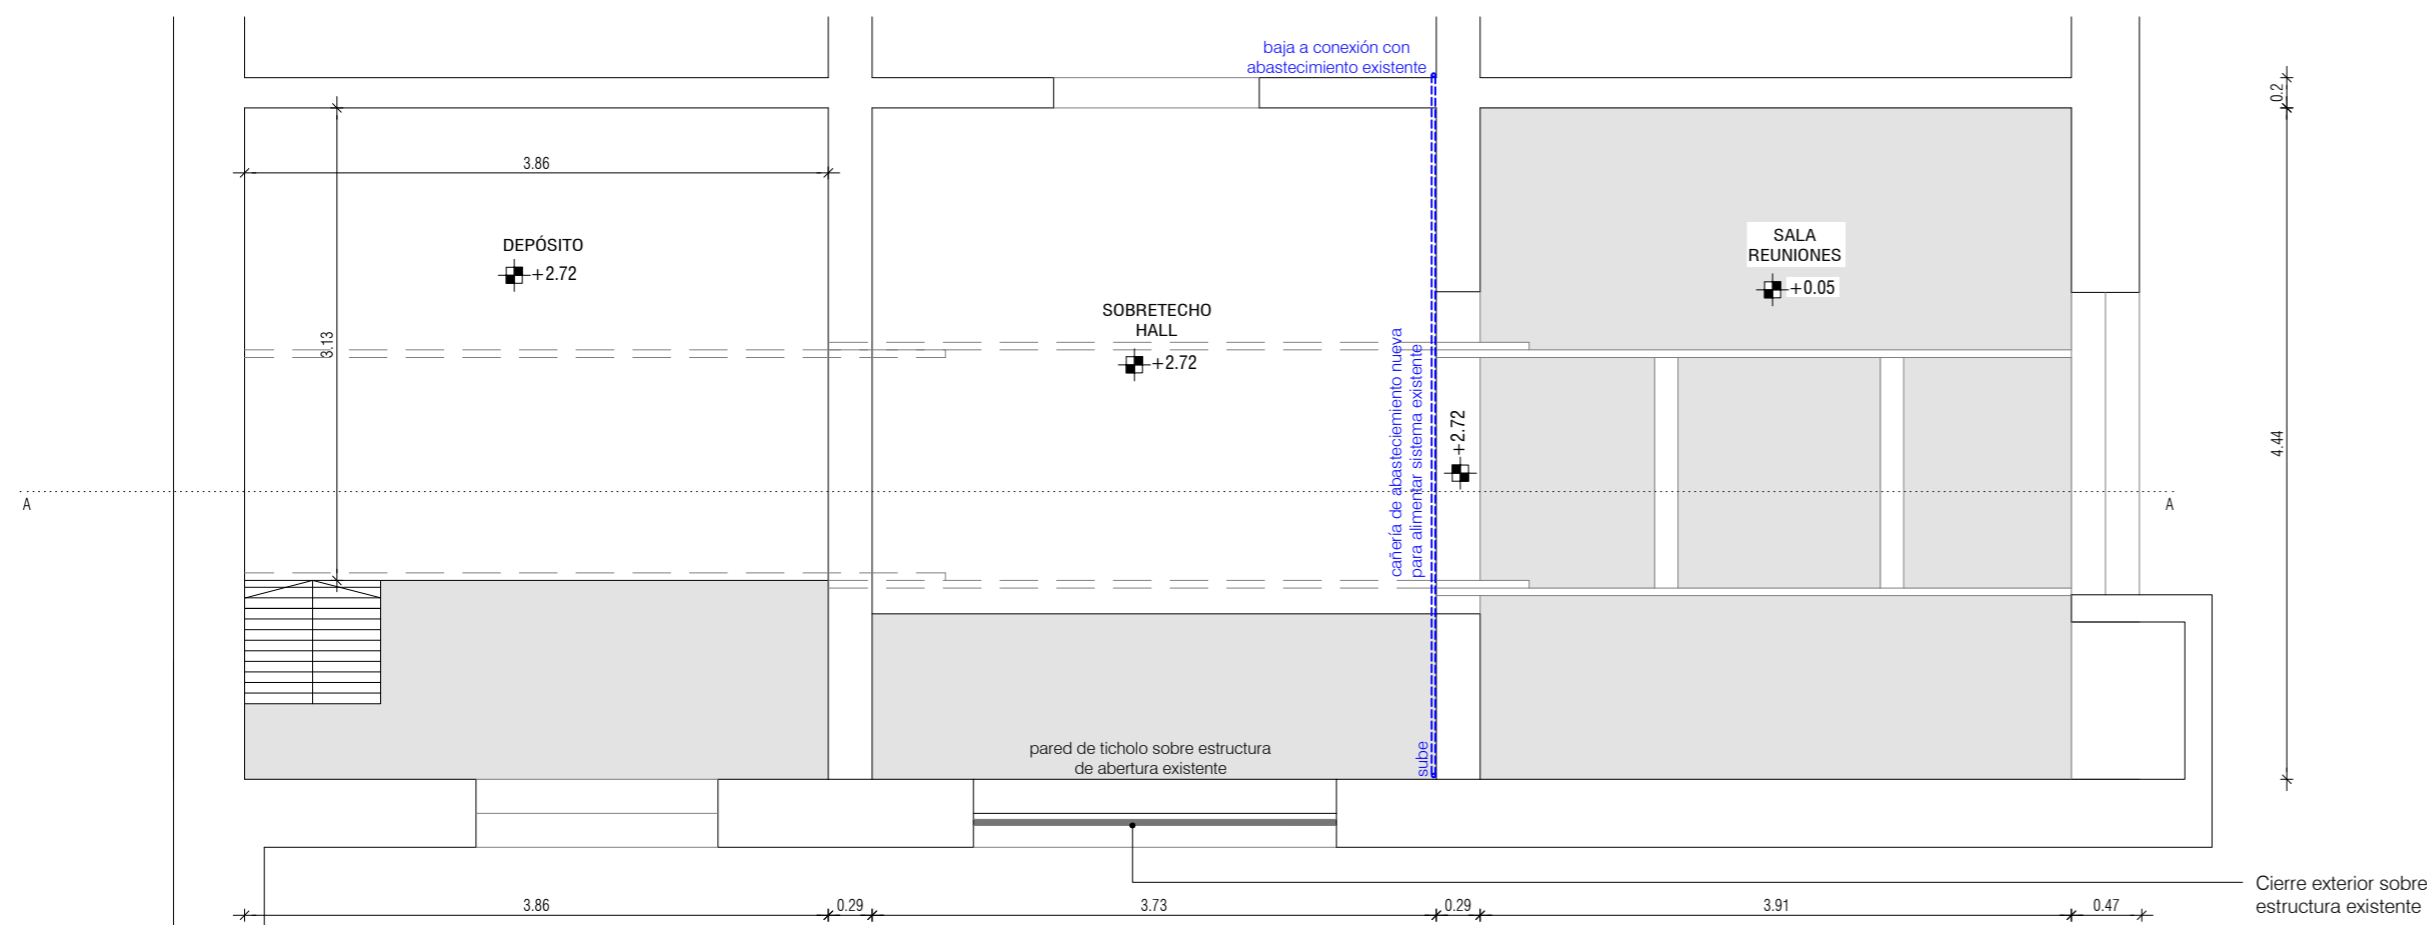 baja a conexión con
abastecimiento existente
0.2
3.86
DEPÓSITO
+2.72
SALA
REUNIONES
+0.05
SOBRETECHO
HALL
+2.72
3.13
cañería de abastecimiento nueva
para alimentar sistema existente
+2.72
4.44
A
A
pared de ticholo sobre estructura
de abertura existente
sube
Cierre exterior sobre
estructura existente
3.86
0.29
3.73
0.29
3.91
0.47